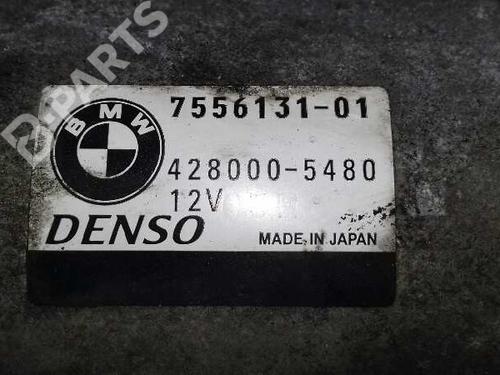 B-PARTS
BMW
7556131-01
428000-5480
12V
DENSO
MADE IN JAPAN